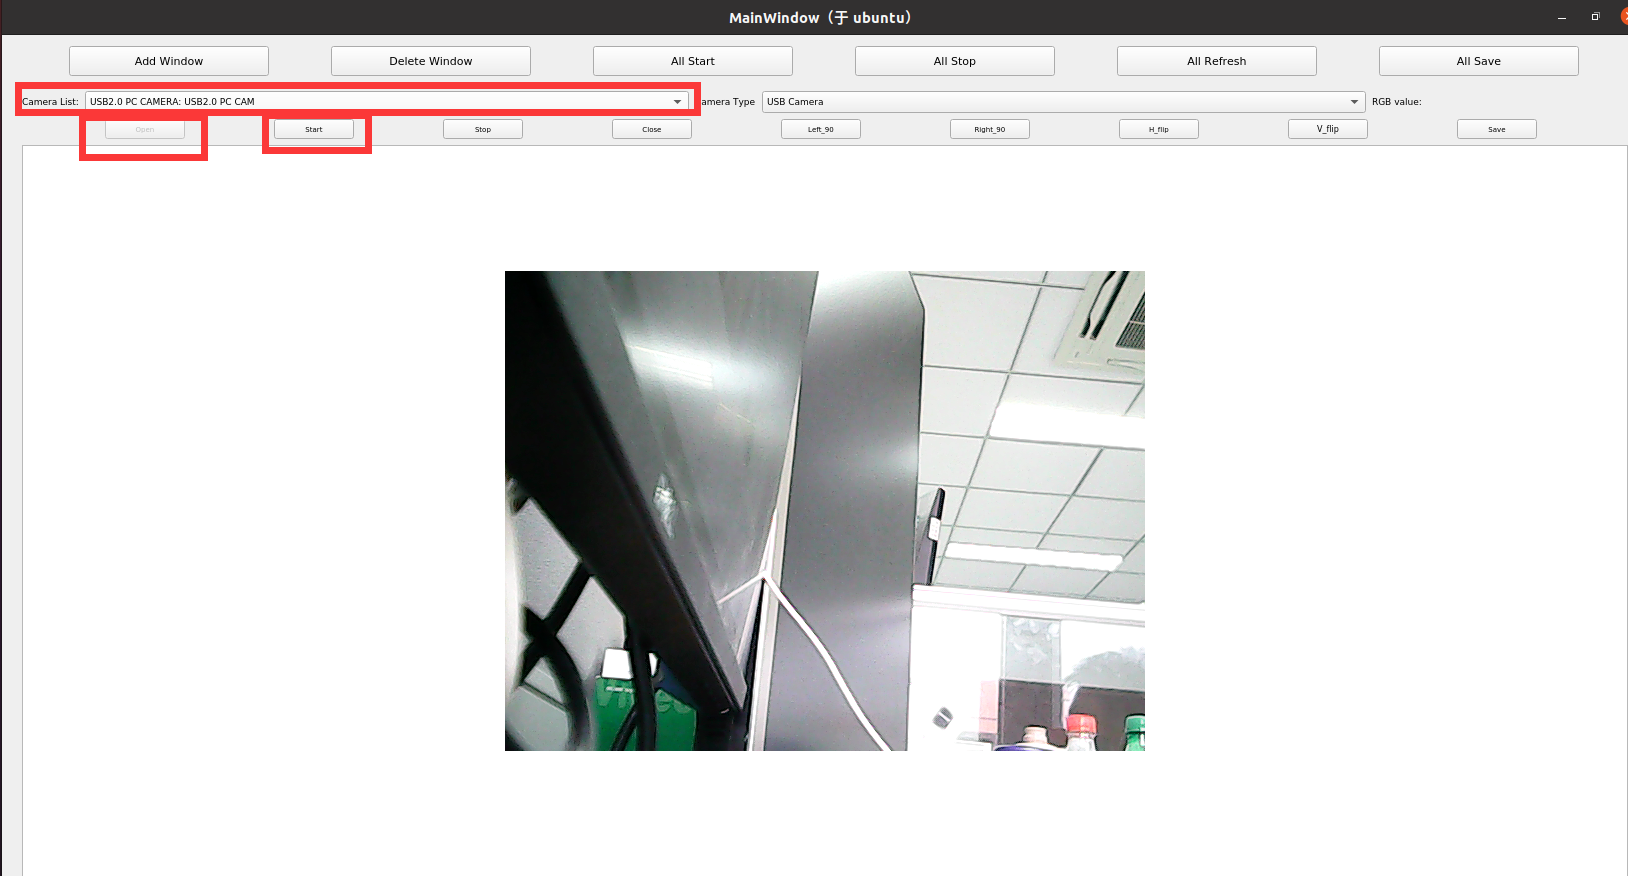 MainWindow（于 ubuntu）
Add Window Delete Window All Start All Stop All Refresh All Save
Camera List: USB2.0 PC CAMERA: USB2.0 PC CAM amera Type USB Camera RGB value:
Open Start Stop Close Left_90 Right_90 H_flip V_flip Save